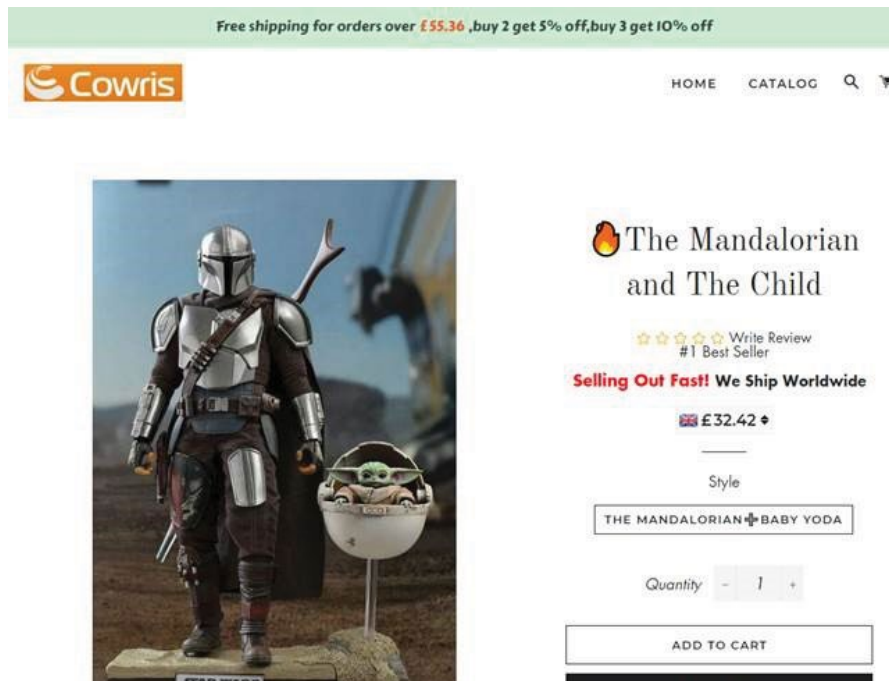 Free shipping for orders over £55.36 ,buy 2 get 5% off,buy 3 get 10% off
Cowris
HOME CATALOG
🔥The Mandalorian
and The Child
Write Review
#1 Best Seller
Selling Out Fast! We Ship Worldwide
£32.42
Style
THE MANDALORIAN➕BABY YODA
Quantity - 1 +
ADD TO CART
STAR WARS